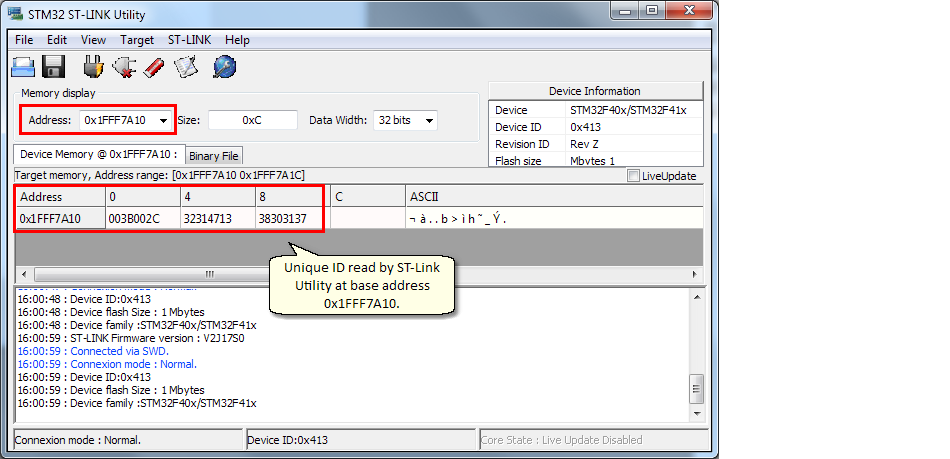 STM32 ST-LINK Utility
File Edit View Target ST-LINK Help
Memory display
Address: 0x1FFF7A10 Size: 0xC Data Width: 32 bits
Device Information
Device STM32F40x/STM32F41x
Device ID 0x413
Revision ID Rev Z
Flash size Mbytes 1
Device Memory @ 0x1FFF7A10 : Binary File
Target memory, Address range: [0x1FFF7A10 0x1FFF7A1C] LiveUpdate
Address 0 4 8 C ASCII
0x1FFF7A10 003B002C 32314713 38303137 ¬ à . . b > ì h ˜ _ Ý .
Unique ID read by ST-Link
Utility at base address
0x1FFF7A10.
16:00:48 : Device ID:0x413
16:00:48 : Device flash Size : 1 Mbytes
16:00:48 : Device family :STM32F40x/STM32F41x
16:00:59 : ST-LINK Firmware version : V2J17S0
16:00:59 : Connected via SWD.
16:00:59 : Connexion mode : Normal.
16:00:59 : Device ID:0x413
16:00:59 : Device flash Size : 1 Mbytes
16:00:59 : Device family :STM32F40x/STM32F41x
Connexion mode : Normal. Device ID:0x413 Core State : Live Update Disabled